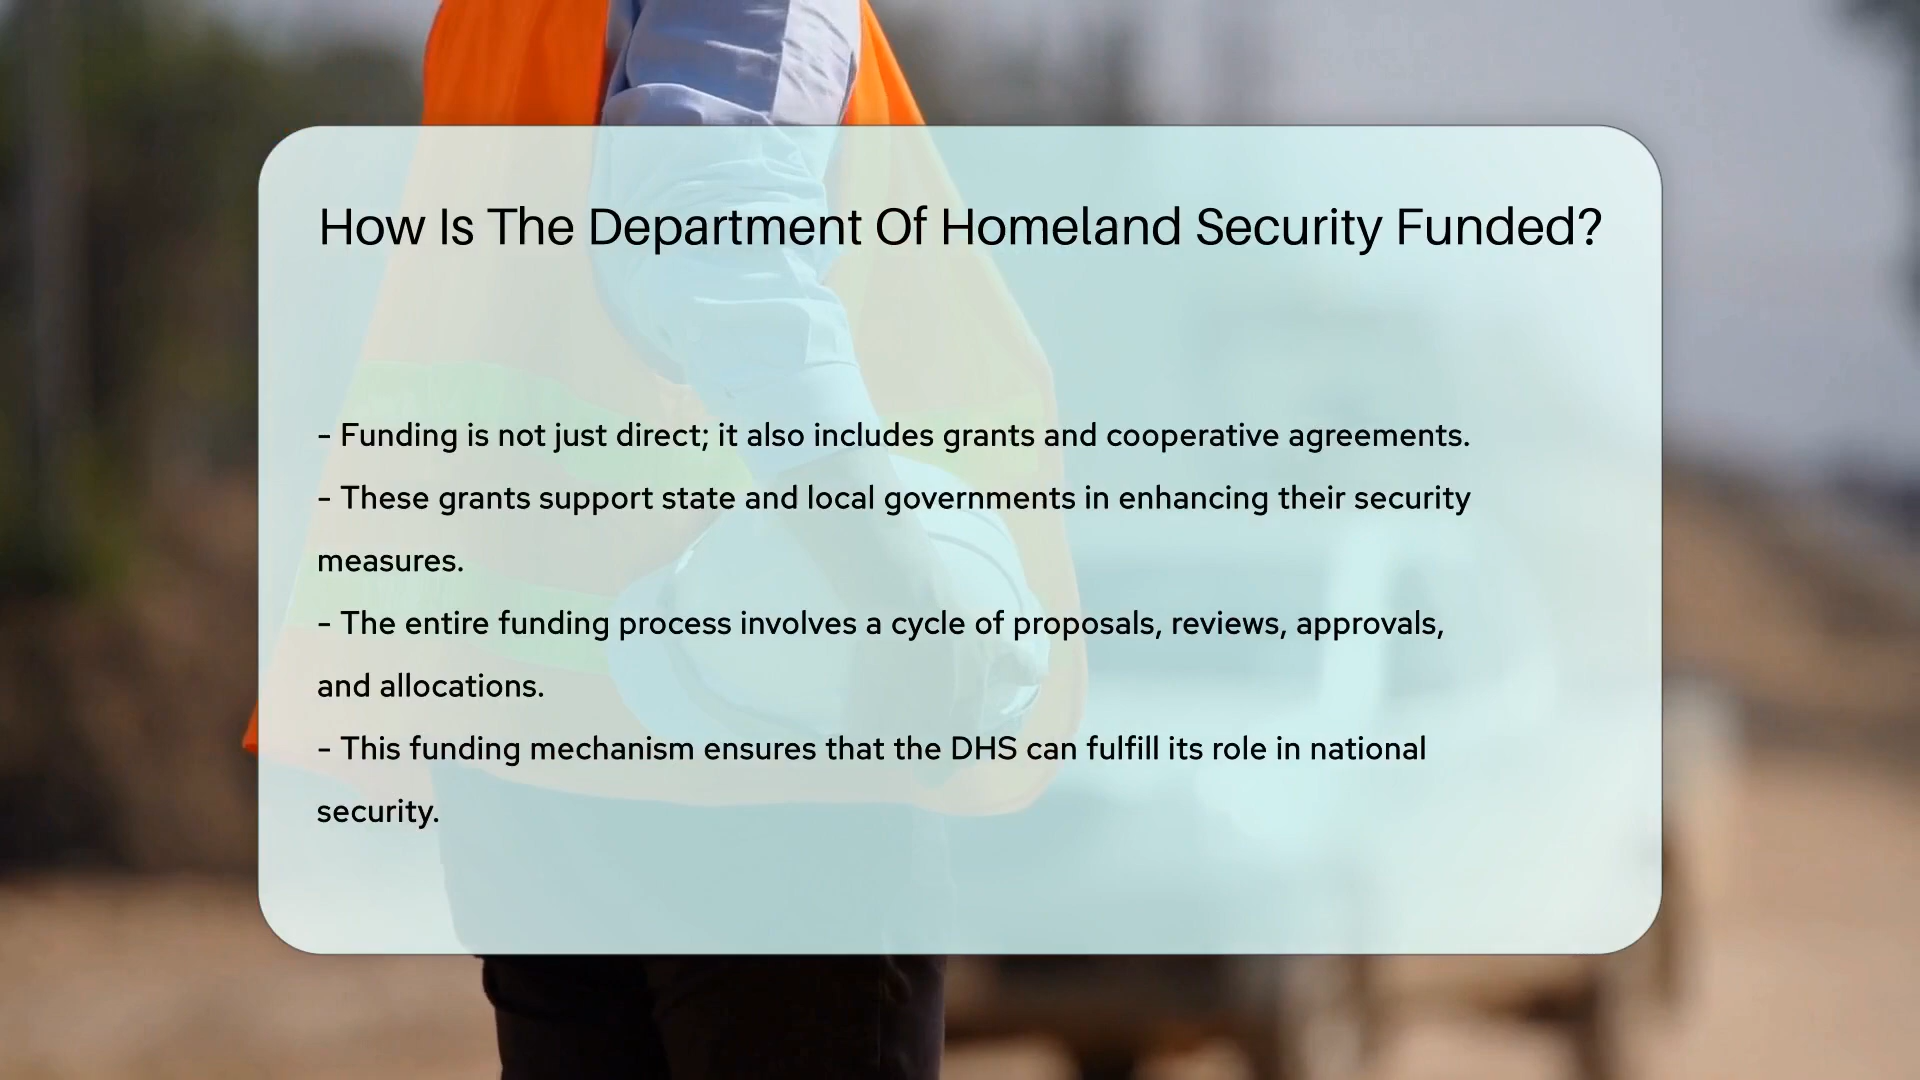 How Is The Department Of Homeland Security Funded?
- Funding is not just direct; it also includes grants and cooperative agreements.
- These grants support state and local governments in enhancing their security
measures.
- The entire funding process involves a cycle of proposals, reviews, approvals,
and allocations.
- This funding mechanism ensures that the DHS can fulfill its role in national
security.